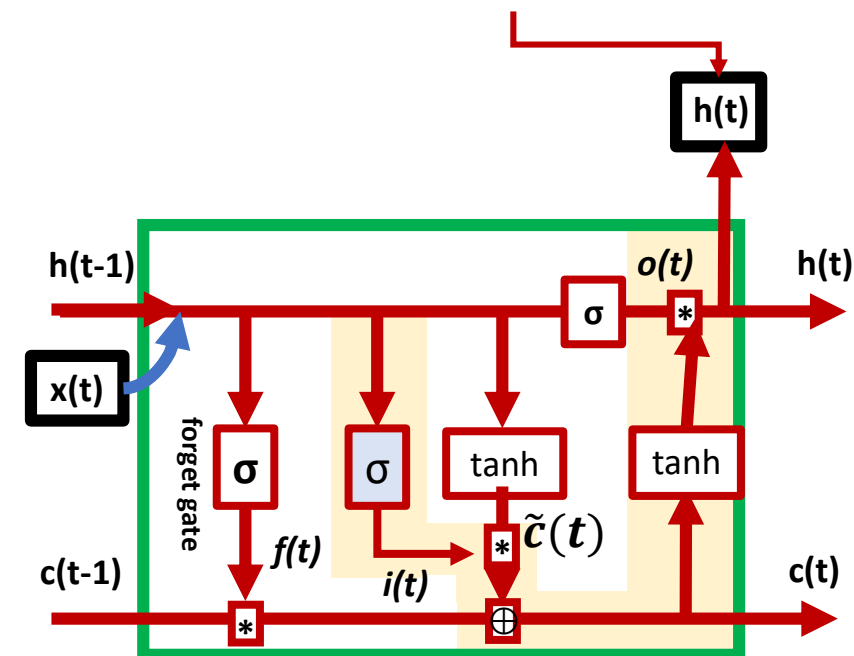 h(t)
h(t-1)
o(t)
h(t)
σ
*
x(t)
forget gate
σ
σ
tanh
tanh
f(t)
i(t)
*
c̃(t)
c(t-1)
*
⊕
c(t)